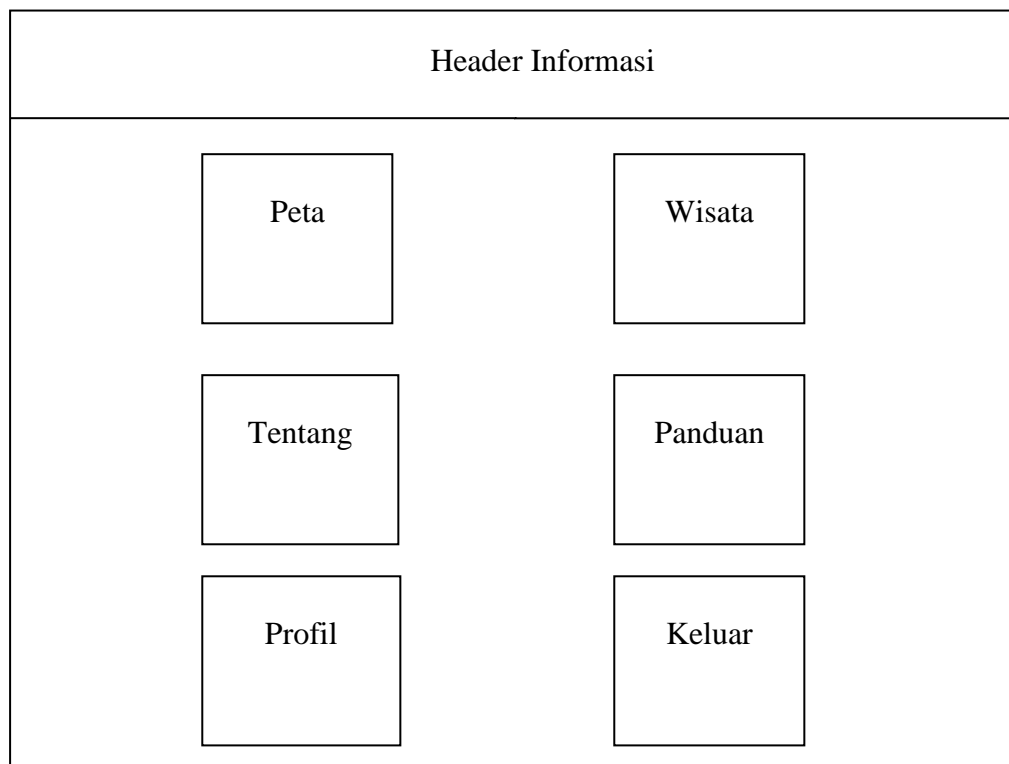 Header Informasi
Peta
Wisata
Tentang
Panduan
Profil
Keluar